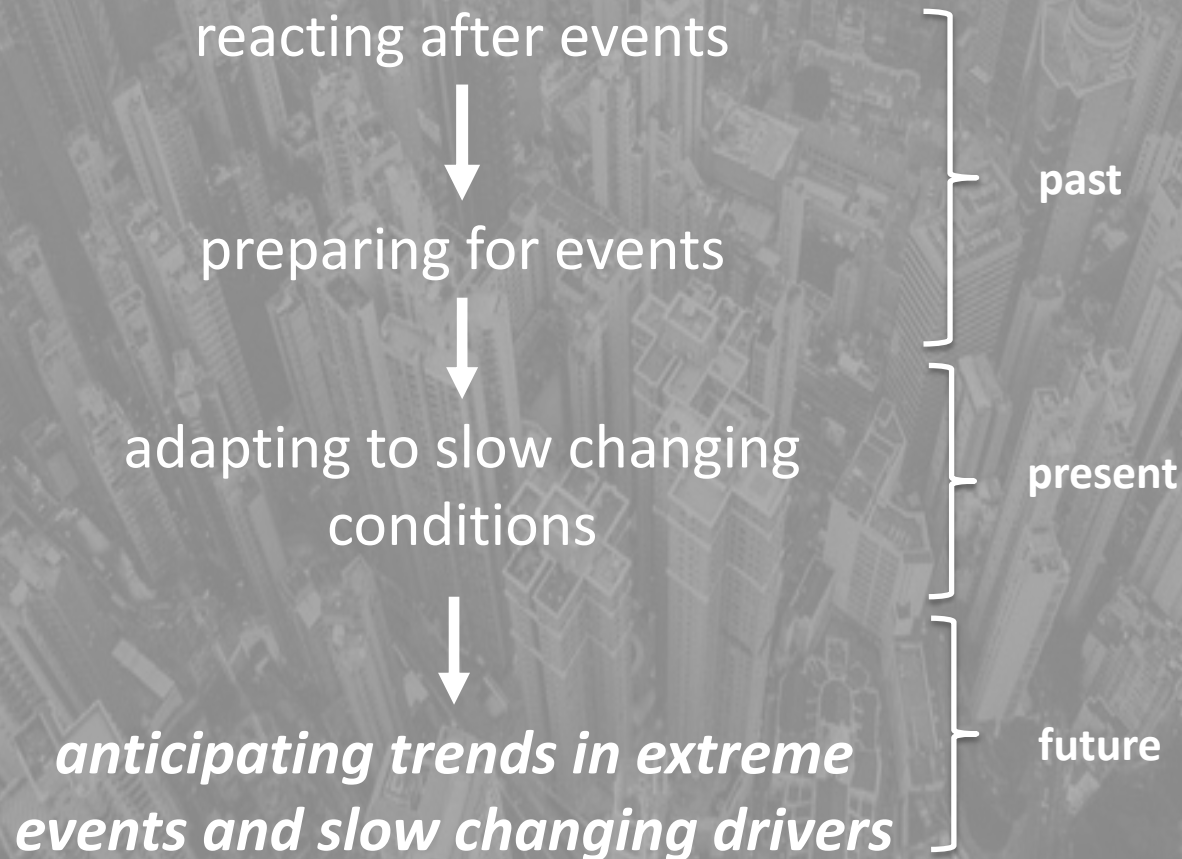 reacting after events
past
preparing for events
adapting to slow changing
conditions
present
anticipating trends in extreme
events and slow changing drivers
future